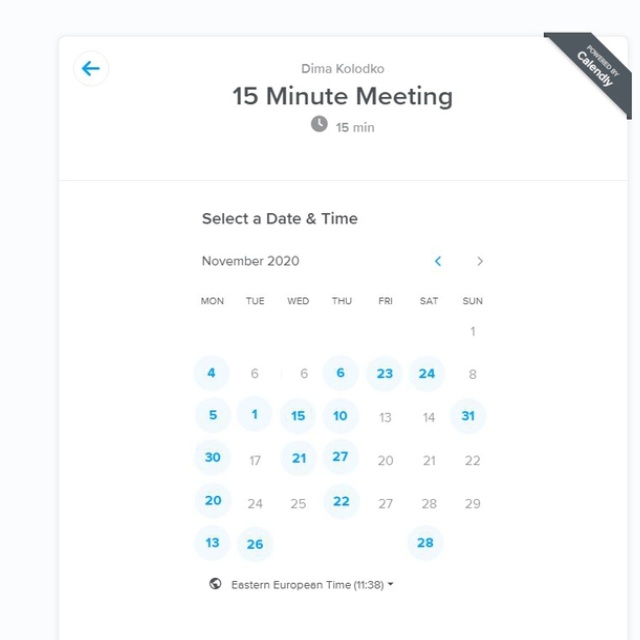 Dima Kolodko
POWERED BY
Calendly
15 Minute Meeting
15 min
Select a Date & Time
November 2020
MON TUE WED THU FRI SAT SUN
1
4 6 6 6 23 24 8
5 1 15 10 13 14 31
30 17 21 27 20 21 22
20 24 25 22 27 28 29
13 26 28
Eastern European Time (11:38)